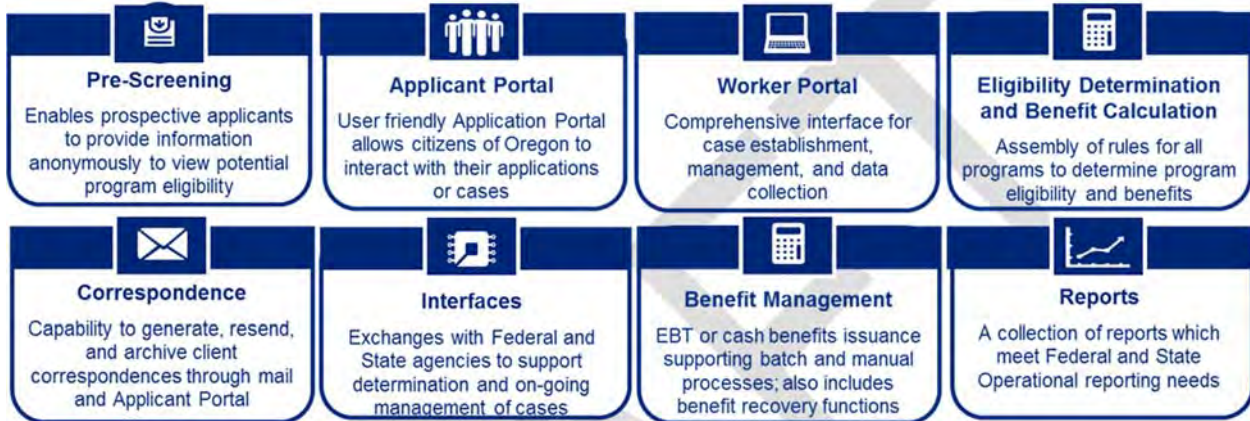 Pre-Screening
Enables prospective applicants
to provide information
anonymously to view potential
program eligibility
Applicant Portal
User friendly Application Portal
allows citizens of Oregon to
interact with their applications
or cases
Worker Portal
Comprehensive interface for
case establishment,
management, and data
collection
Eligibility Determination
and Benefit Calculation
Assembly of rules for all
programs to determine program
eligibility and benefits
Correspondence
Capability to generate, resend,
and archive client
correspondences through mail
and Applicant Portal
Interfaces
Exchanges with Federal and
State agencies to support
determination and on-going
management of cases
Benefit Management
EBT or cash benefits issuance
supporting batch and manual
processes; also includes
benefit recovery functions
Reports
A collection of reports which
meet Federal and State
Operational reporting needs